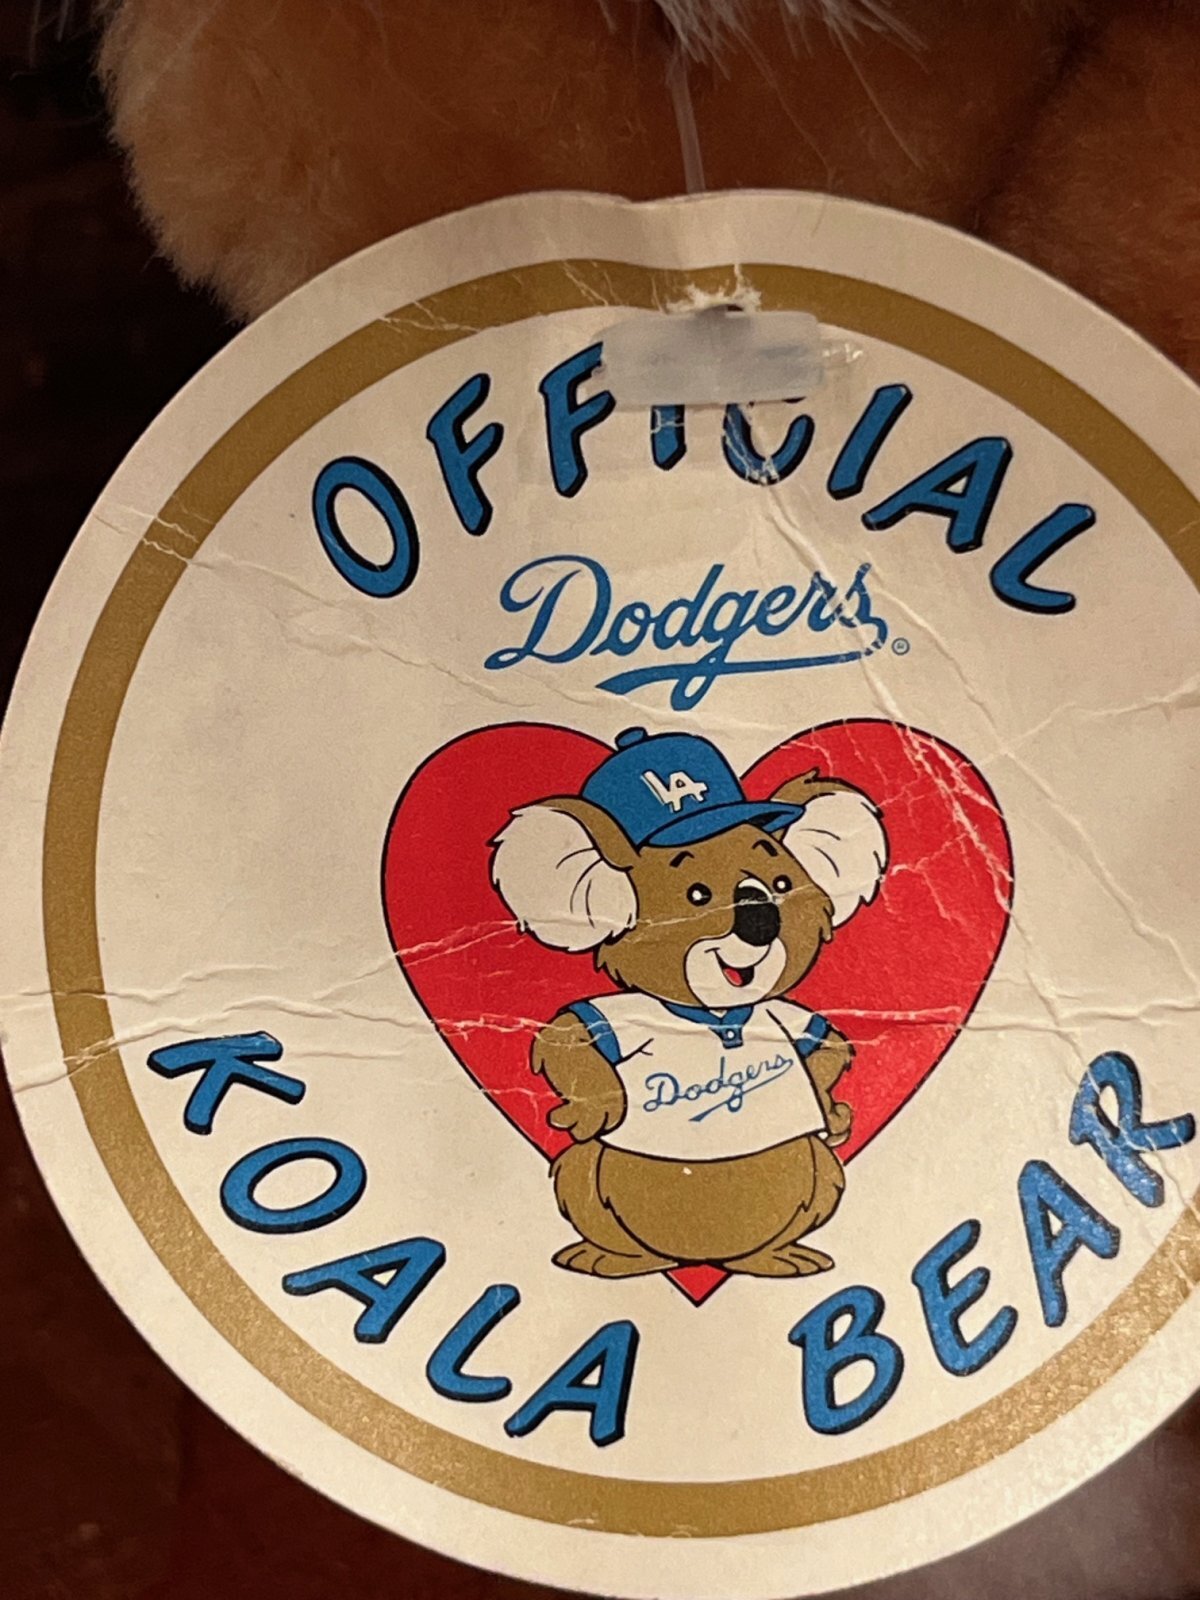 OFFICIAL
Dodgers®
LA
Dodgers
KOALA BEAR